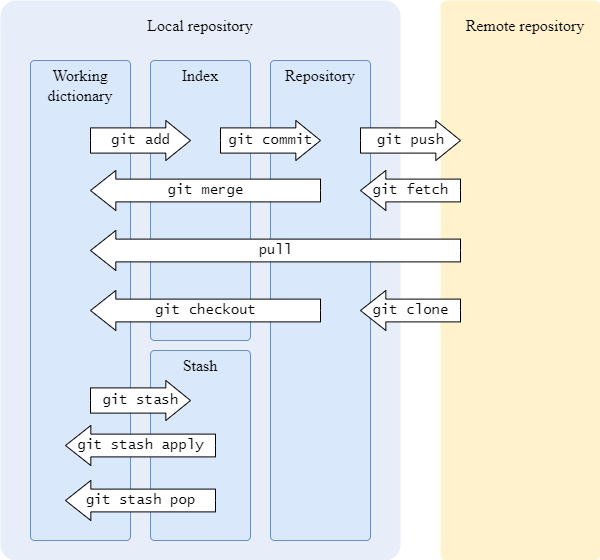 Local repository
Remote repository
Working
dictionary
Index
Repository
git add
git commit
git push
git merge
git fetch
pull
git checkout
git clone
Stash
git stash
git stash apply
git stash pop